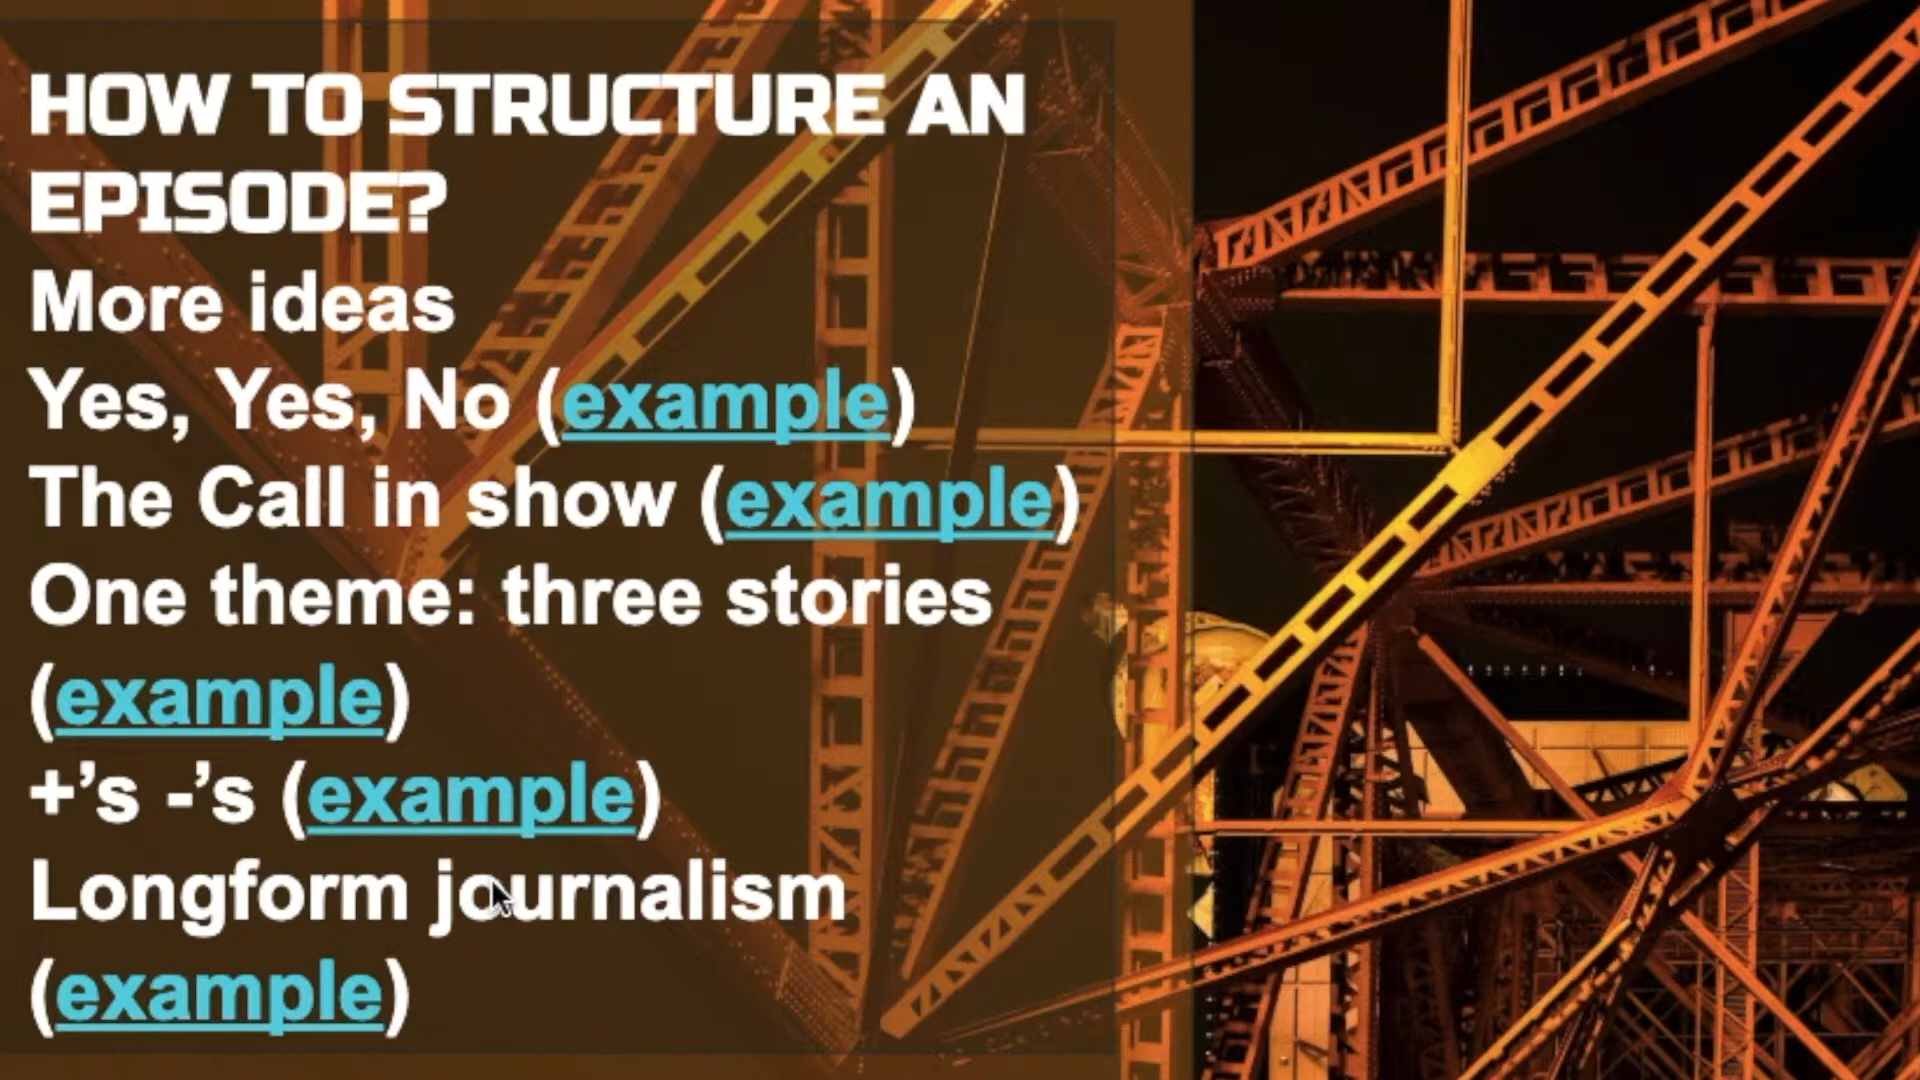 HOW TO STRUCTURE AN
EPISODE?
More ideas
Yes, Yes, No (example)
The Call in show (example)
One theme: three stories
(example)
+’s -’s (example)
Longform journalism
(example)